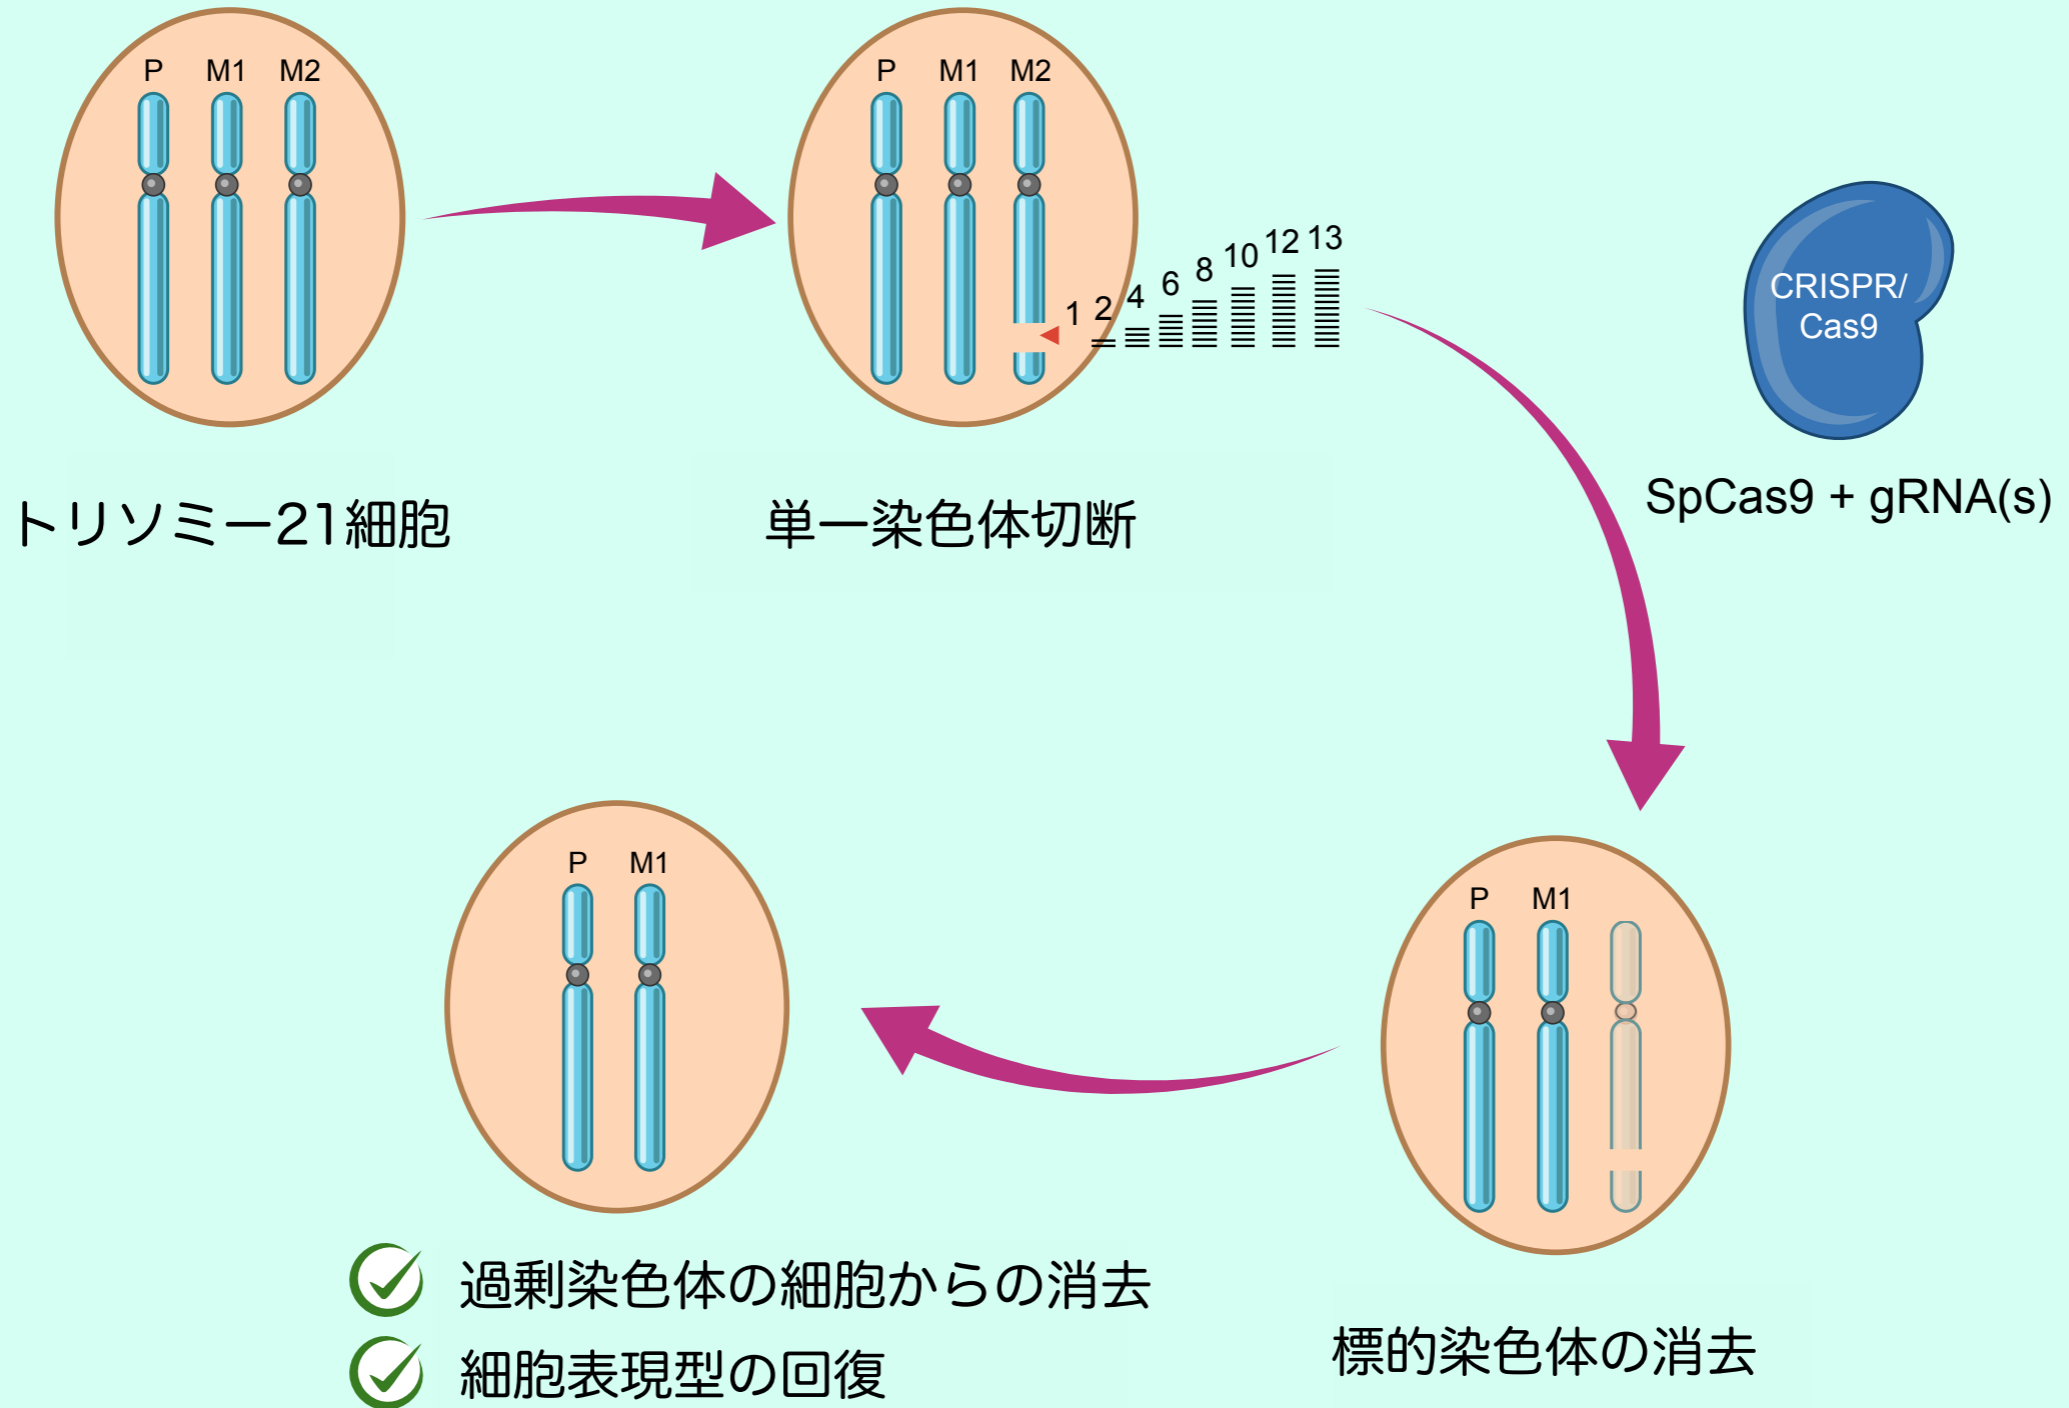 P M1 M2
P M1 M2
1 2 4 6 8 10 12 13
CRISPR/
Cas9
SpCas9 + gRNA(s)
トリソミー21細胞
単一染色体切断
P M1
P M1
過剰染色体の細胞からの消去
細胞表現型の回復
標的染色体の消去